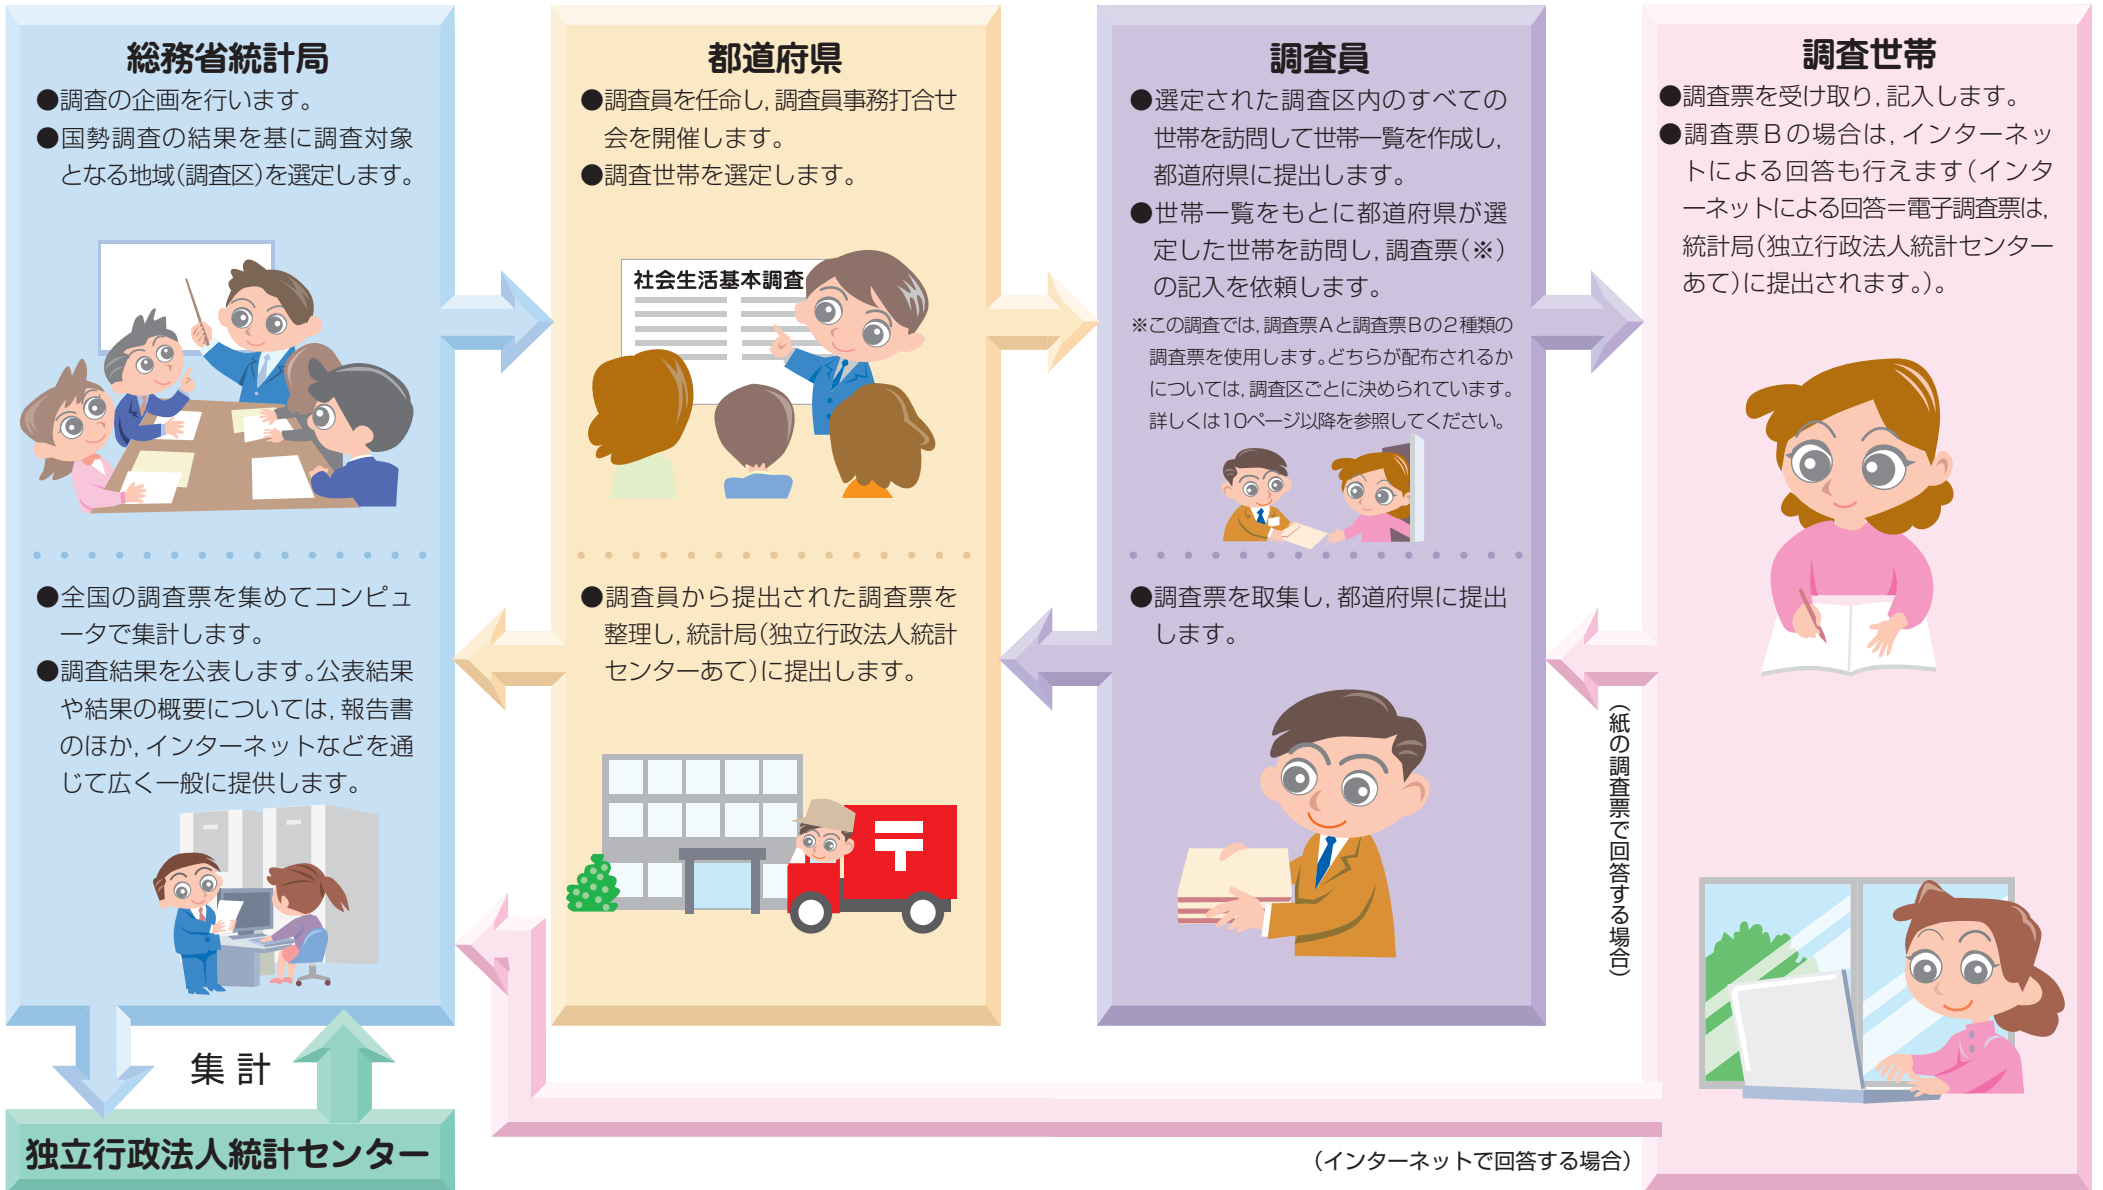 総務省統計局
●調査の企画を行います。
●国勢調査の結果を基に調査対象
となる地域(調査区)を選定します。
●全国の調査票を集めてコンピュ
ータで集計します。
●調査結果を公表します。公表結果
や結果の概要については,報告書
のほか,インターネットなどを通
じて広く一般に提供します。
集計
独立行政法人統計センター
都道府県
●調査員を任命し,調査員事務打合せ
会を開催します。
●調査世帯を選定します。
社会生活基本調査
●調査員から提出された調査票を
整理し,統計局(独立行政法人統計
センターあて)に提出します。
調査員
●選定された調査区内のすべての
世帯を訪問して世帯一覧を作成し,
都道府県に提出します。
●世帯一覧をもとに都道府県が選
定した世帯を訪問し,調査票(※)
の記入を依頼します。
※この調査では,調査票Aと調査票Bの2種類の
調査票を使用します。どちらが配布されるか
については,調査区ごとに決められています。
詳しくは10ページ以降を参照してください。
●調査票を取集し,都道府県に提出
します。
調査世帯
●調査票を受け取り,記入します。
●調査票Bの場合は,インターネッ
トによる回答も行えます(インタ
ーネットによる回答=電子調査票は,
統計局(独立行政法人統計センター
あて)に提出されます。)。
(紙の調査票で回答する場合)
(インターネットで回答する場合)